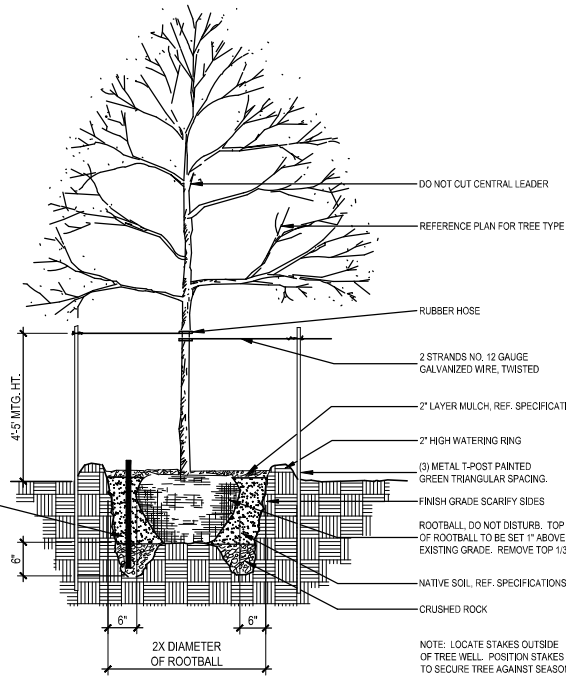 DO NOT CUT CENTRAL LEADER
REFERENCE PLAN FOR TREE TYPE
RUBBER HOSE
2 STRANDS NO. 12 GAUGE
GALVANIZED WIRE, TWISTED
4'-5' MTG. HT.
2" LAYER MULCH, REF. SPECIFICAT
2" HIGH WATERING RING
(3) METAL T-POST PAINTED
GREEN TRIANGULAR SPACING.
FINISH GRADE SCARIFY SIDES
ROOTBALL, DO NOT DISTURB. TOP
OF ROOTBALL TO BE SET 1" ABOVE
EXISTING GRADE. REMOVE TOP 1/3
6"
NATIVE SOIL, REF. SPECIFICATIONS
CRUSHED ROCK
6"
6"
2X DIAMETER
OF ROOTBALL
NOTE: LOCATE STAKES OUTSIDE
OF TREE WELL. POSITION STAKES
TO SECURE TREE AGAINST SEASO